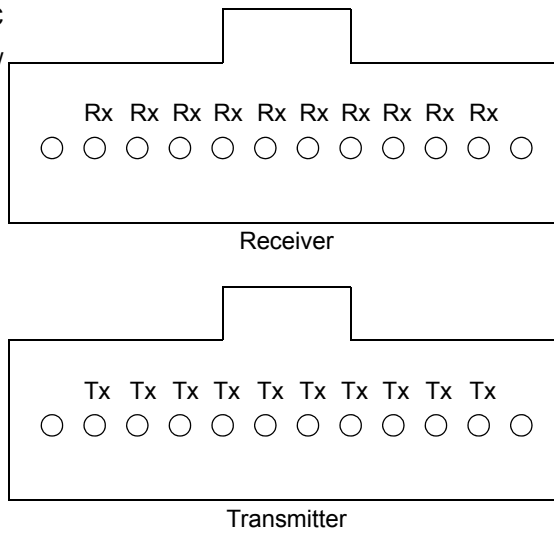 Rx Rx Rx Rx Rx Rx Rx Rx Rx Rx
Receiver
Tx Tx Tx Tx Tx Tx Tx Tx Tx Tx
Transmitter